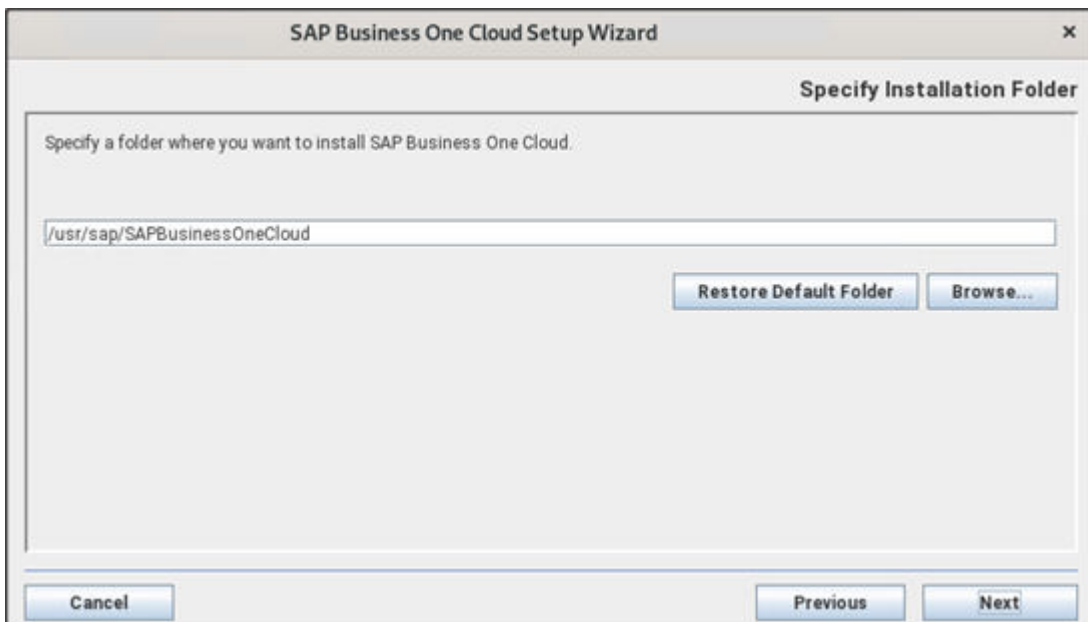 SAP Business One Cloud Setup Wizard ×
Specify Installation Folder
Specify a folder where you want to install SAP Business One Cloud.
/usr/sap/SAPBusinessOneCloud
Restore Default Folder Browse...
Cancel Previous Next